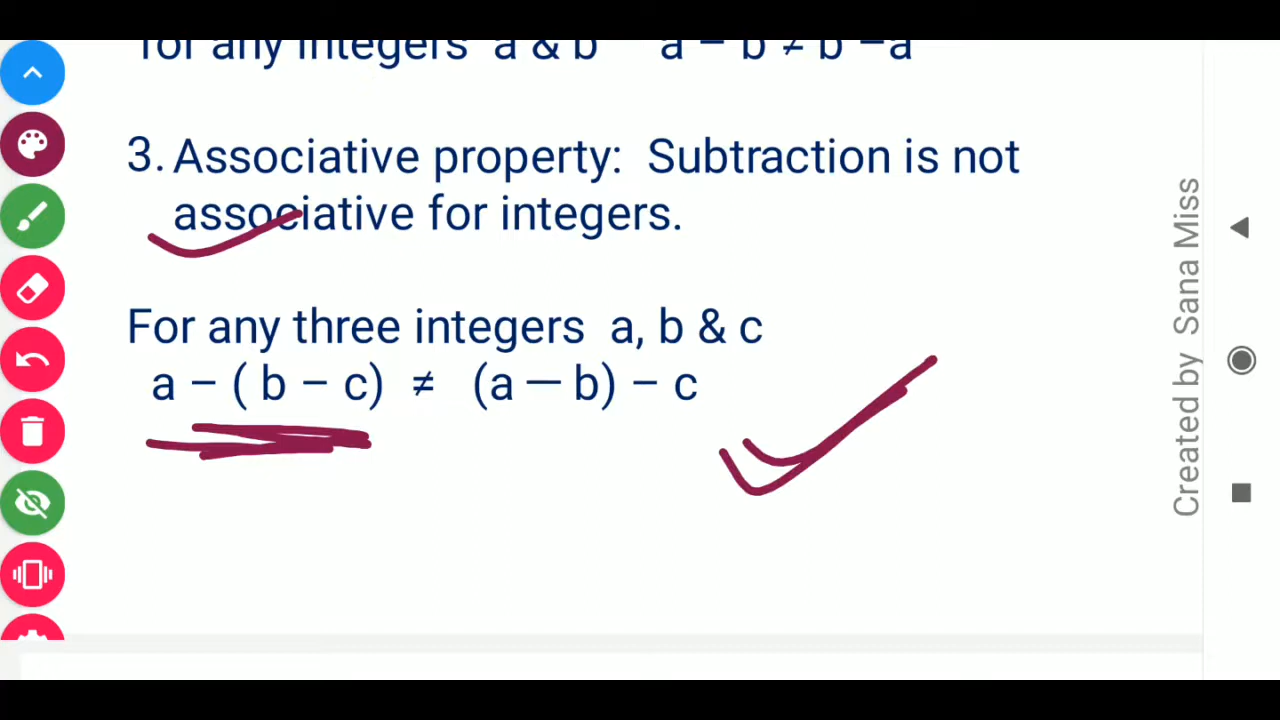 for any integers a & b a – b ≠ b –a
3. Associative property: Subtraction is not
associative for integers.
For any three integers a, b & c
a – ( b – c) ≠ (a — b) – c
Created by Sana Miss